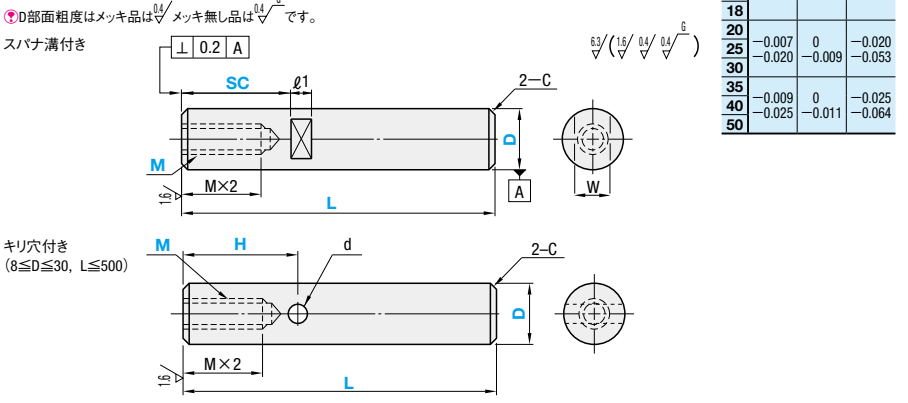 D部面粗度はメッキ品は0.4 メッキ無し品は0.4 G です。
スパナ溝付き
⊥ 0.2 A
6.3 (1.6 0.4 0.4 G)
SC ℓ1
2−C
D
M
M×2
1.6
L
A
W
キリ穴付き
(8≦D≦30, L≦500)
M
H
d
2–C
D
M×2
1.6
L
18
20
25 −0.007 0 −0.020
−0.020 −0.009 −0.053
30
35
40 −0.009 0 −0.025
−0.025 −0.011 −0.064
50